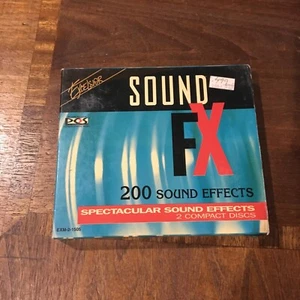 Excelsior
SOUND
FX
200 SOUND EFFECTS
SPECTACULAR SOUND EFFECTS
2 COMPACT DISCS